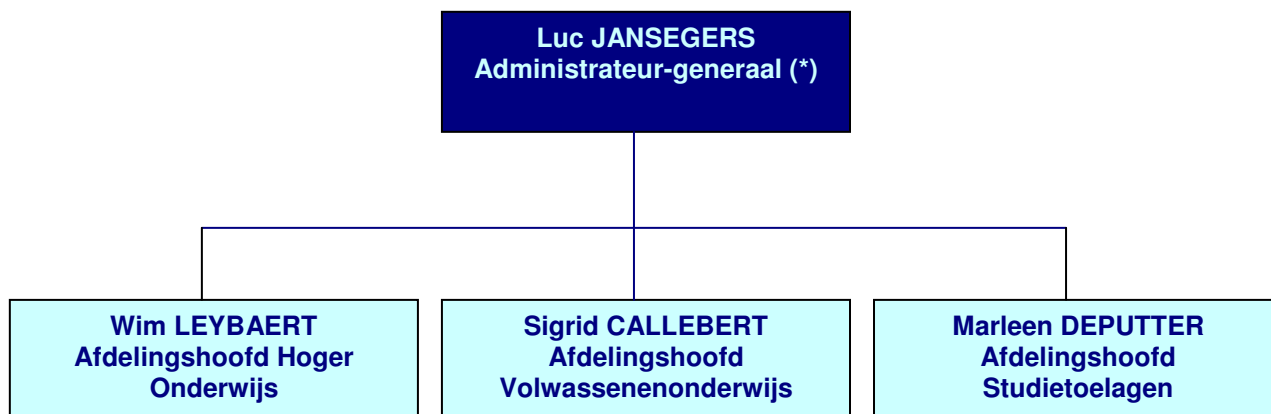 Luc JANSEGERS
Administrateur-generaal (*)
Wim LEYBAERT
Afdelingshoofd Hoger
Onderwijs
Sigrid CALLEBERT
Afdelingshoofd
Volwassenenonderwijs
Marleen DEPUTTER
Afdelingshoofd
Studietoelagen